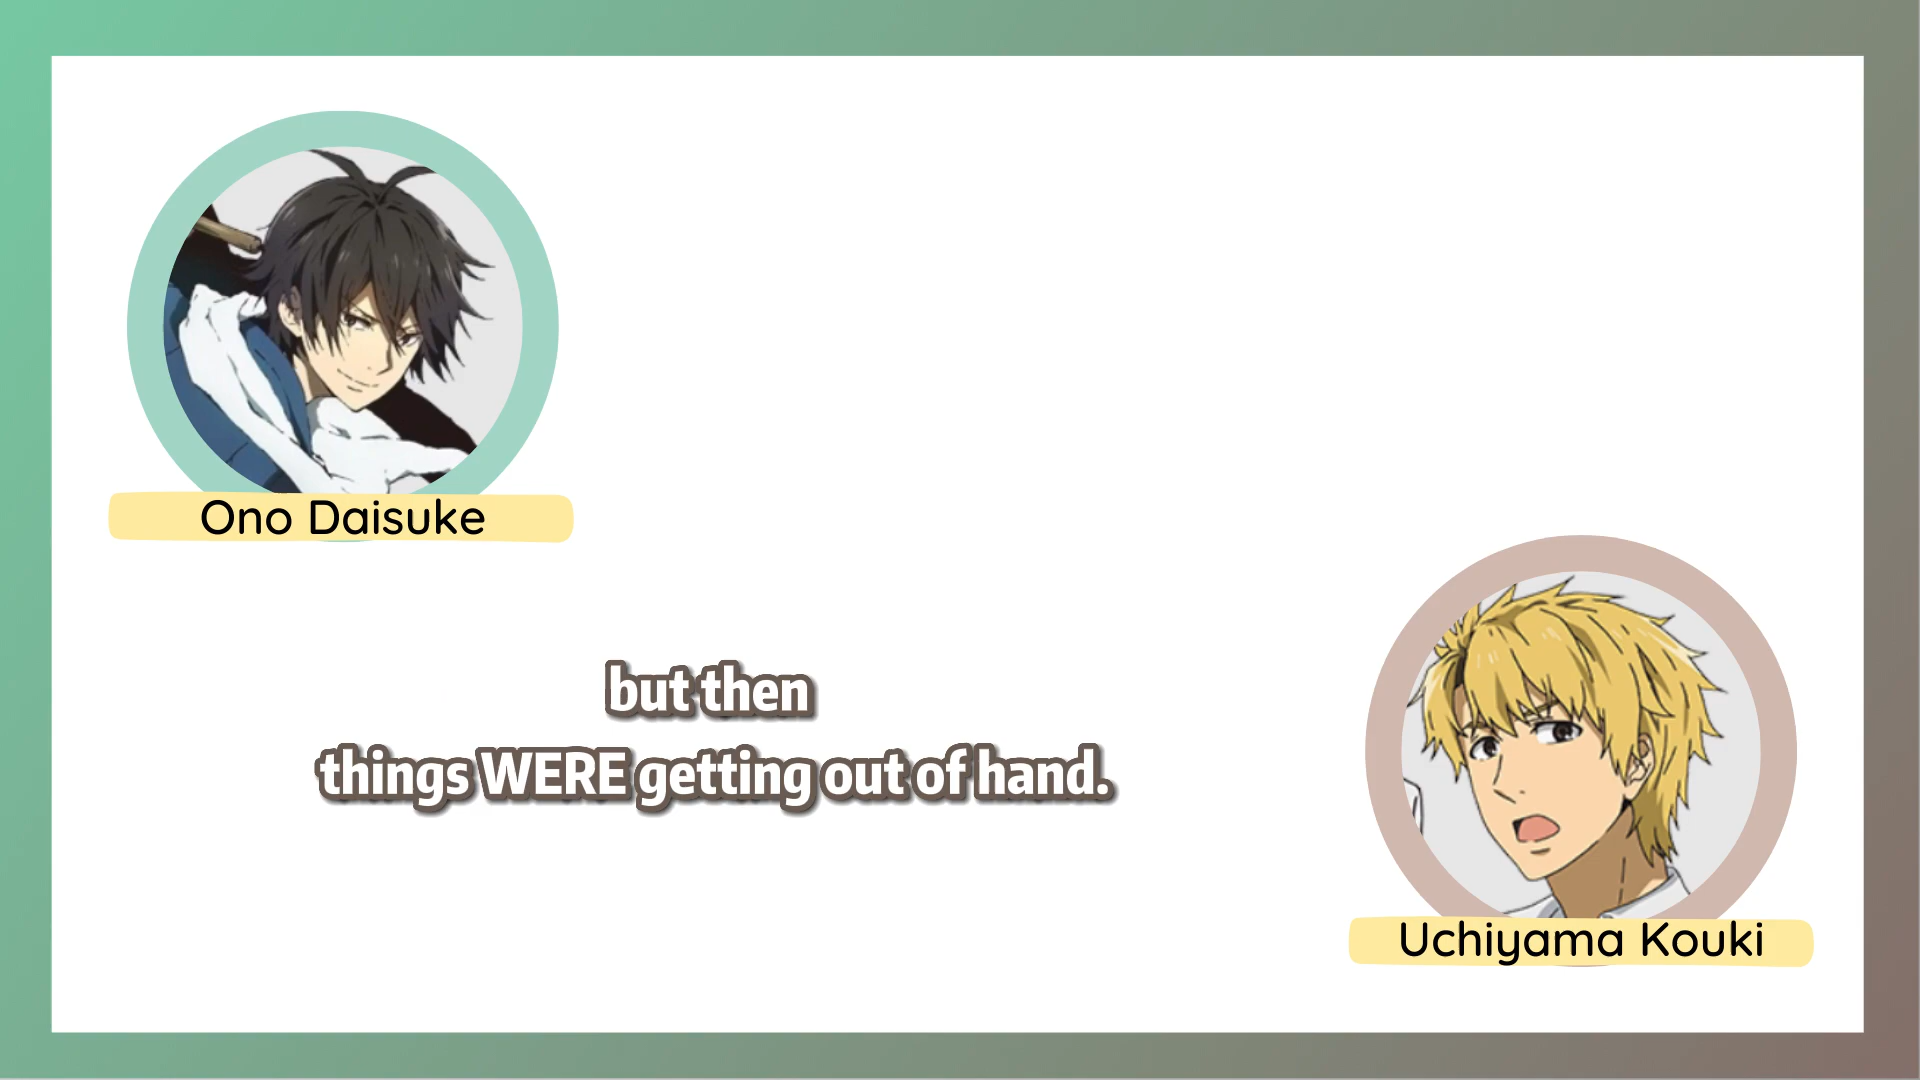 Ono Daisuke
but then
things WERE getting out of hand.
Uchiyama Kouki